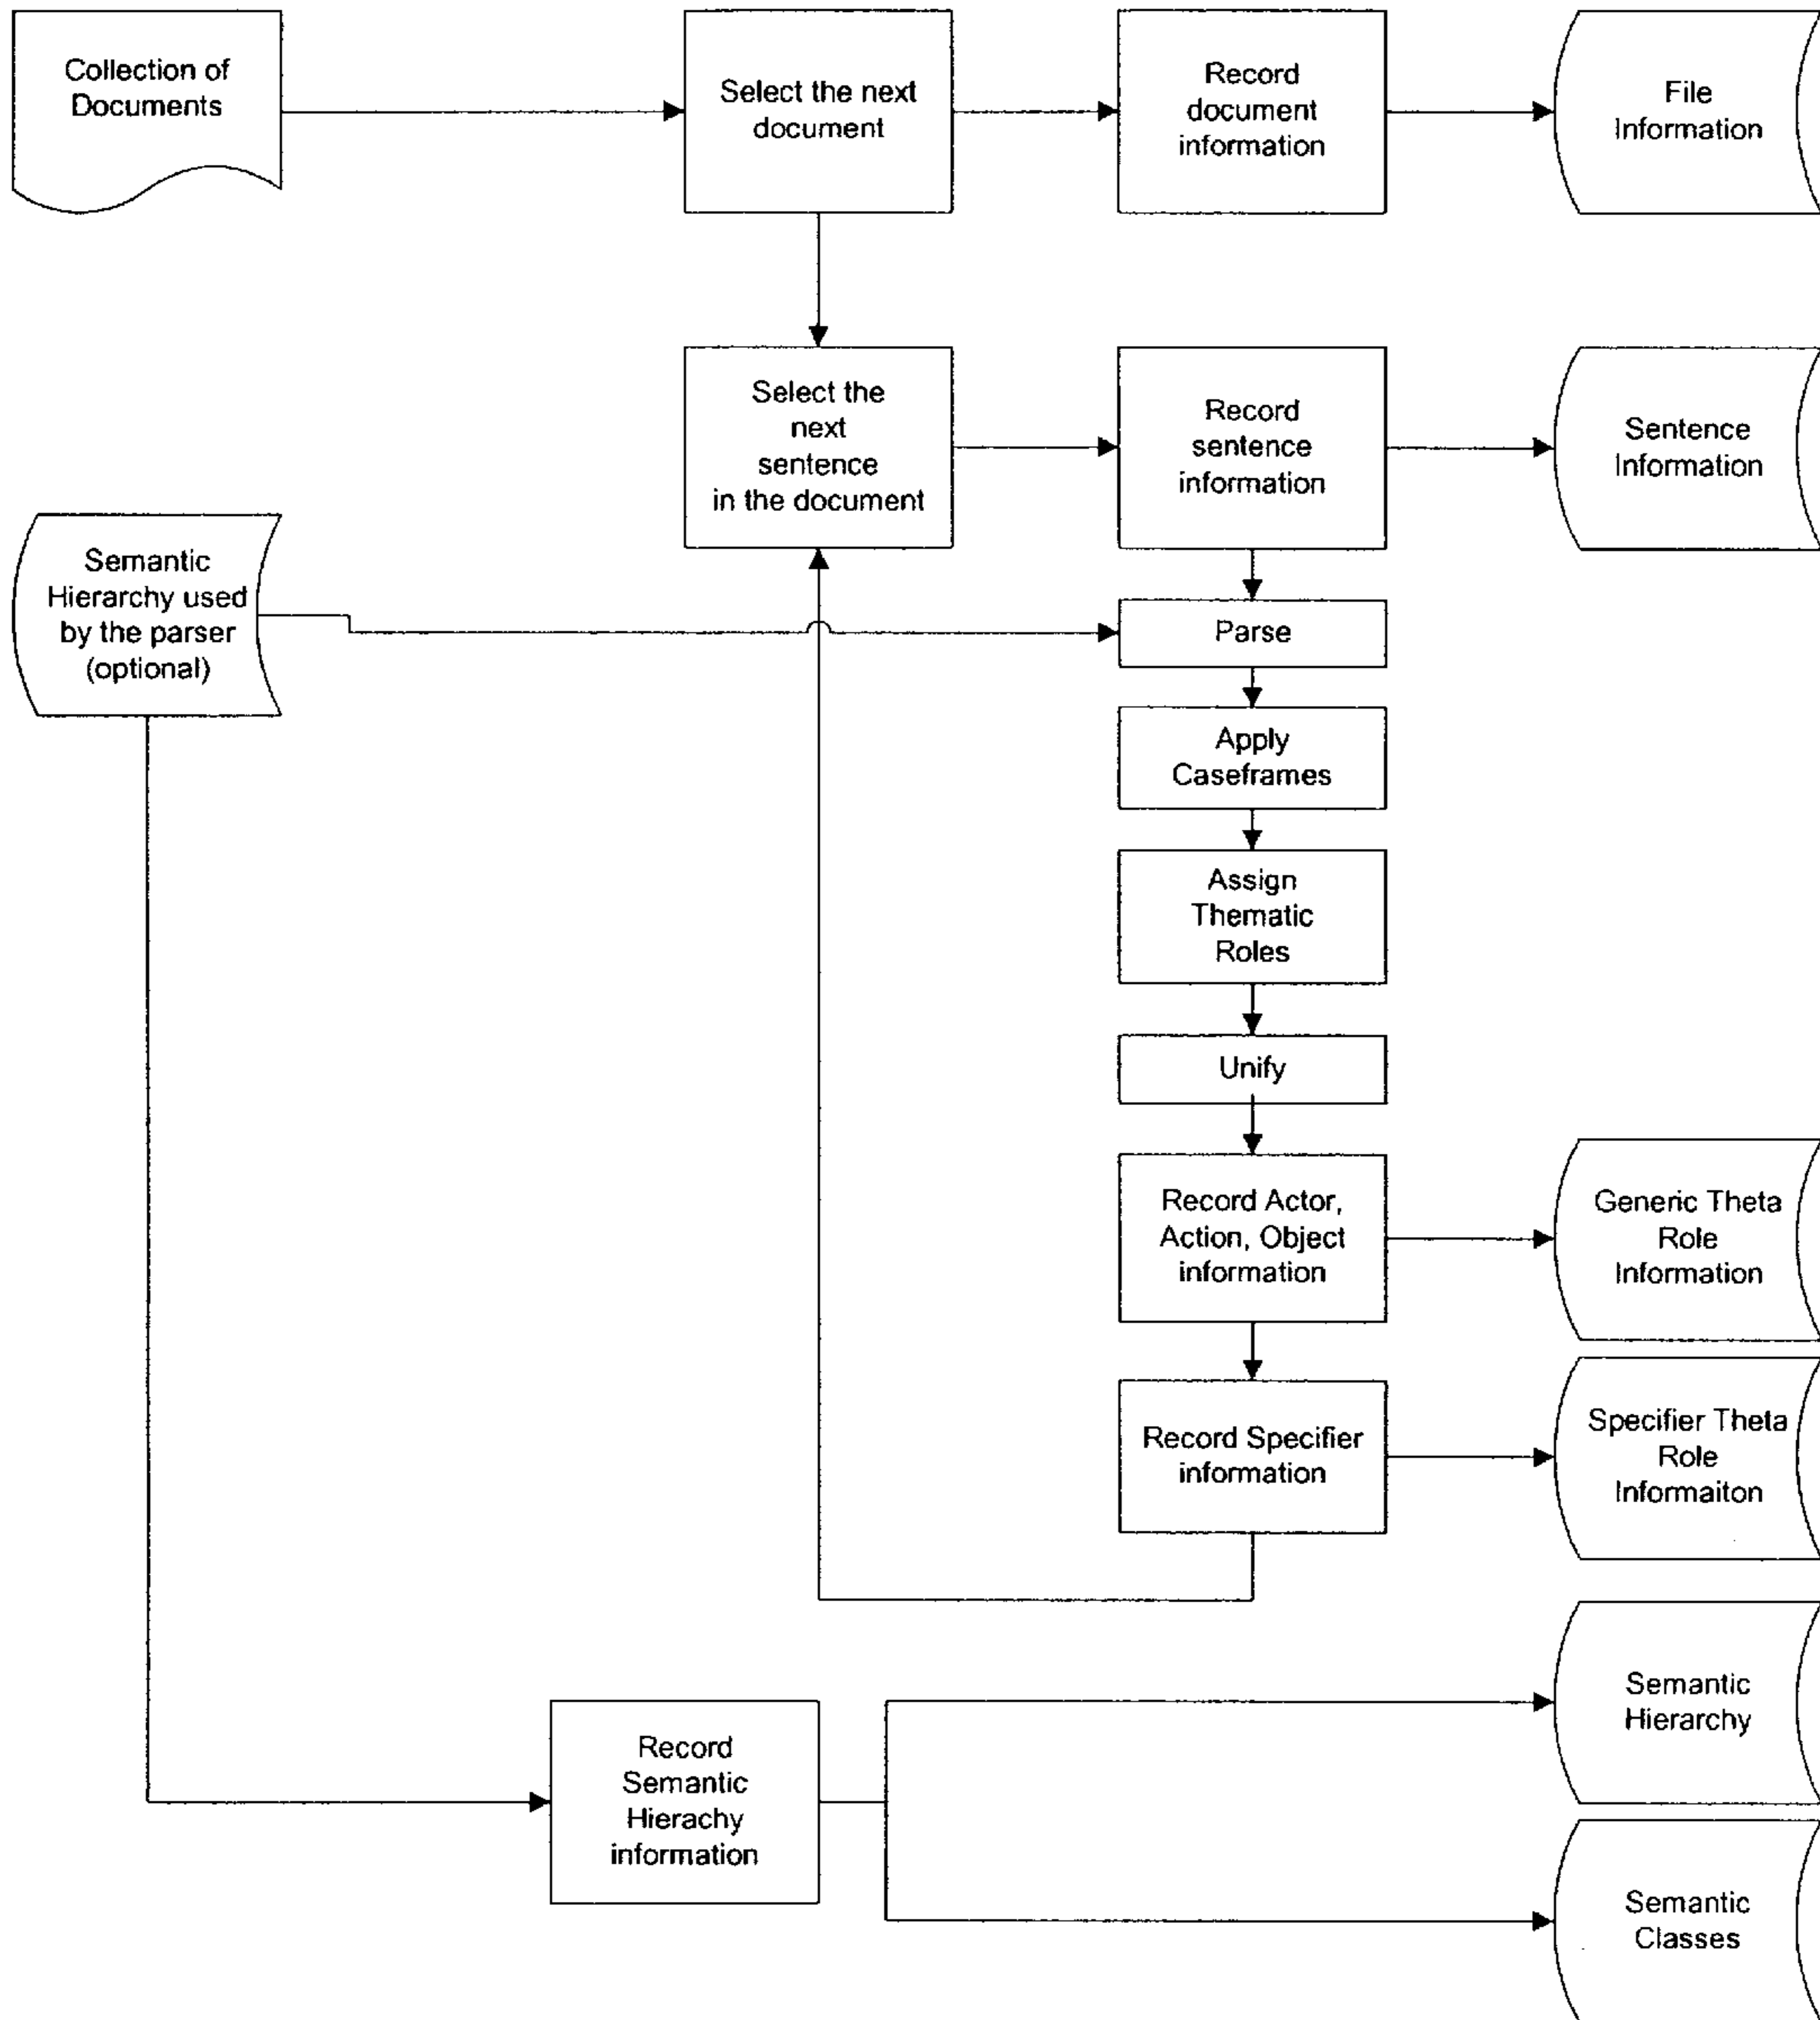 Collection of
Documents
Select the next
document
Record
document
information
File
Information
Select the
next
sentence
in the document
Record
sentence
information
Sentence
Information
Semantic
Hierarchy used
by the parser
(optional)
Parse
Apply
Caseframes
Assign
Thematic
Roles
Unify
Record Actor,
Action, Object
information
Generic Theta
Role
Information
Record Specifier
information
Specifier Theta
Role
Informaiton
Record
Semantic
Hierachy
information
Semantic
Hierarchy
Semantic
Classes